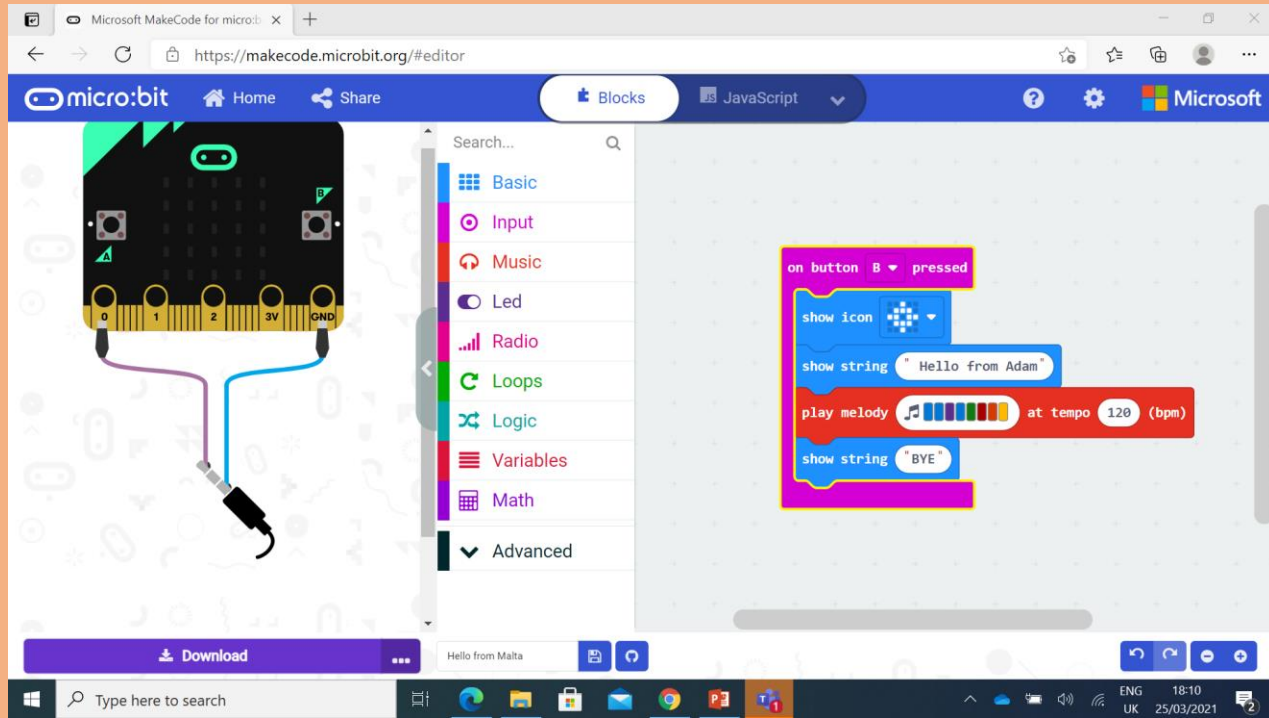 Microsoft MakeCode for micro:b
https://makecode.microbit.org/#editor
micro:bit Home Share Blocks JS JavaScript ? Microsoft
Search...
Basic
Input
Music
Led
Radio
Loops
Logic
Variables
Math
Advanced
A
B
0 1 2 3V GND
on button B pressed
show icon
show string " Hello from Adam"
play melody at tempo 120 (bpm)
show string "BYE"
Download ... Hello from Malta
Type here to search
ENG 18:10
UK 25/03/2021
2